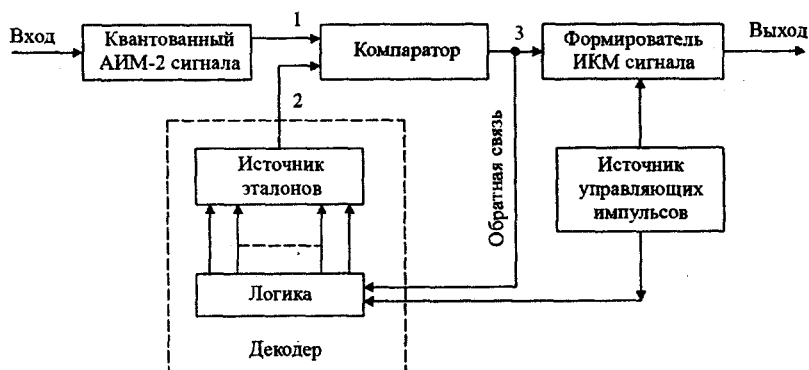 Вход
Квантованный
АИМ-2 сигнала
1
Компаратор
3
Формирователь
ИКМ сигнала
Выход
2
Источник
эталонов
Обратная связь
Источник
управляющих
импульсов
Логика
Декодер